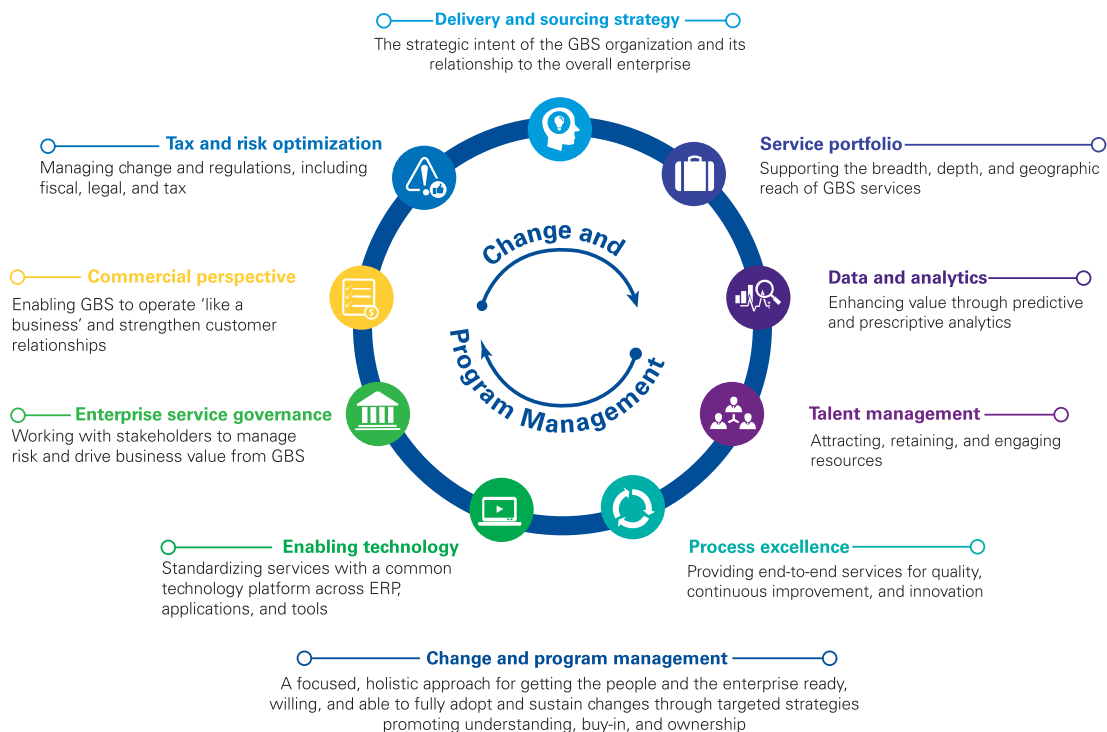 Delivery and sourcing strategy
The strategic intent of the GBS organization and its
relationship to the overall enterprise
Tax and risk optimization
Managing change and regulations, including
fiscal, legal, and tax
Service portfolio
Supporting the breadth, depth, and geographic
reach of GBS services
Commercial perspective
Enabling GBS to operate ‘like a
business’ and strengthen customer
relationships
Change and
Program Management
Data and analytics
Enhancing value through predictive
and prescriptive analytics
Enterprise service governance
Working with stakeholders to manage
risk and drive business value from GBS
Talent management
Attracting, retaining, and engaging
resources
$
Enabling technology
Standardizing services with a common
technology platform across ERP,
applications, and tools
Process excellence
Providing end-to-end services for quality,
continuous improvement, and innovation
Change and program management
A focused, holistic approach for getting the people and the enterprise ready,
willing, and able to fully adopt and sustain changes through targeted strategies
promoting understanding, buy-in, and ownership